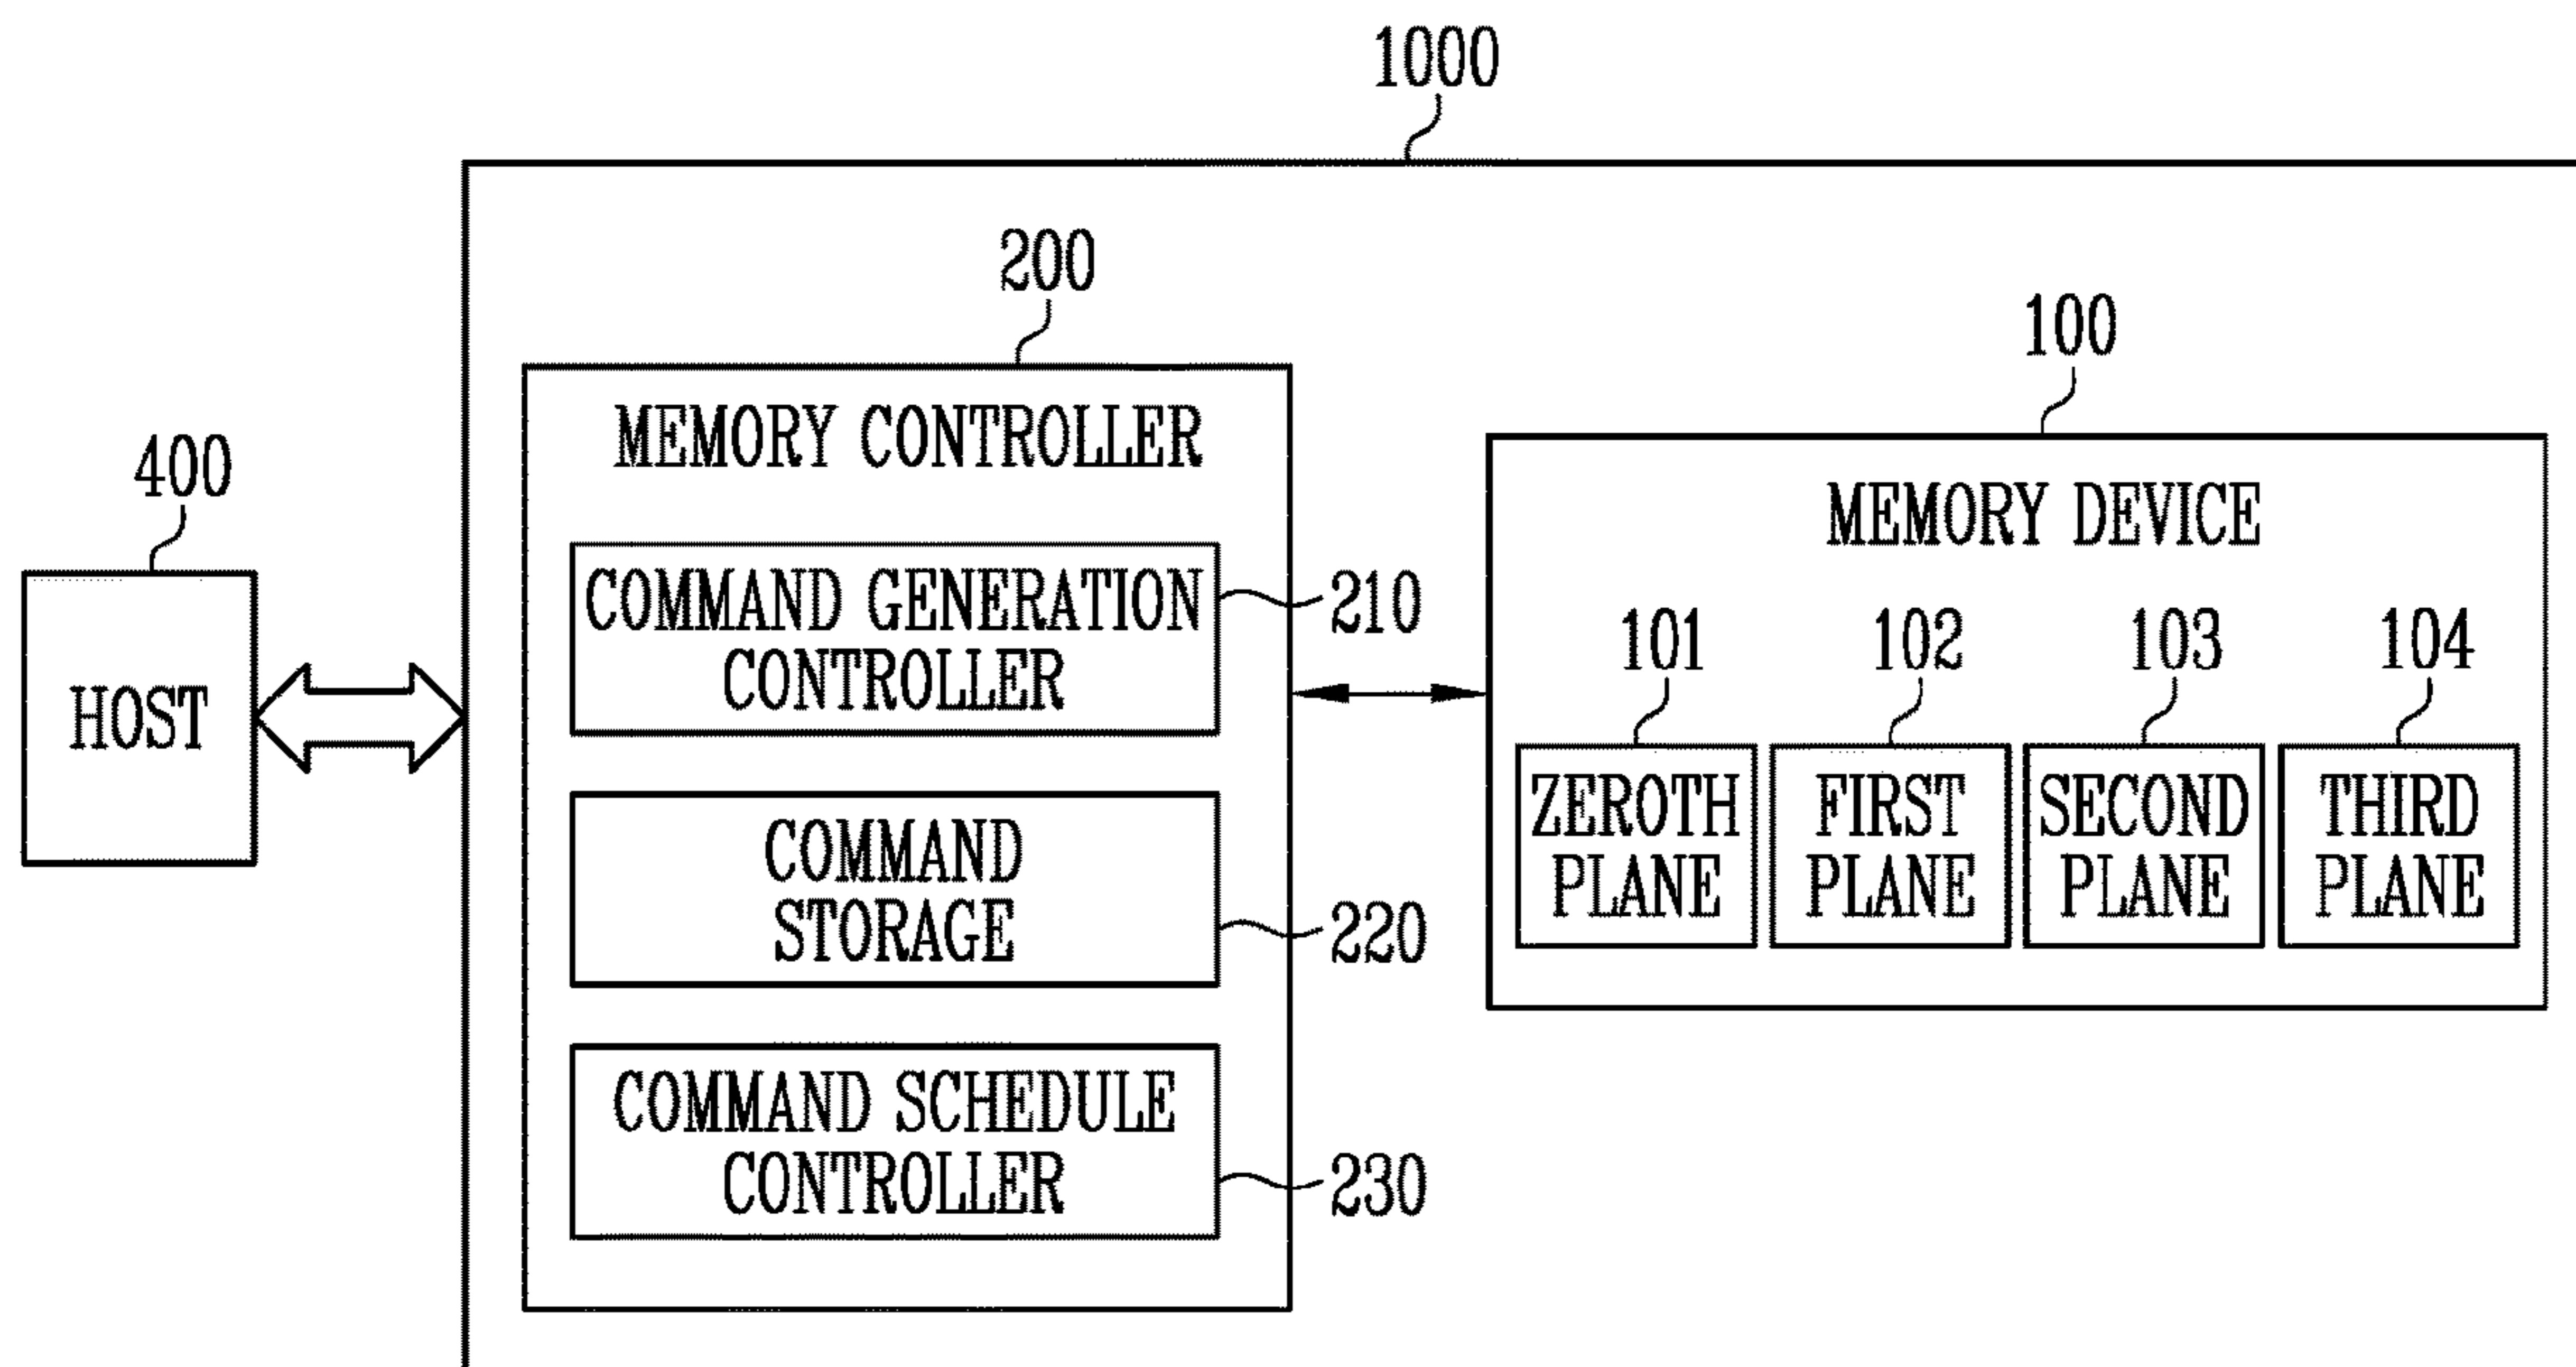 1000
200
100
400
MEMORY CONTROLLER
MEMORY DEVICE
COMMAND GENERATION
CONTROLLER
210
101
102
103
104
HOST
ZEROTH
PLANE
FIRST
PLANE
SECOND
PLANE
THIRD
PLANE
COMMAND
STORAGE
220
COMMAND SCHEDULE
CONTROLLER
230